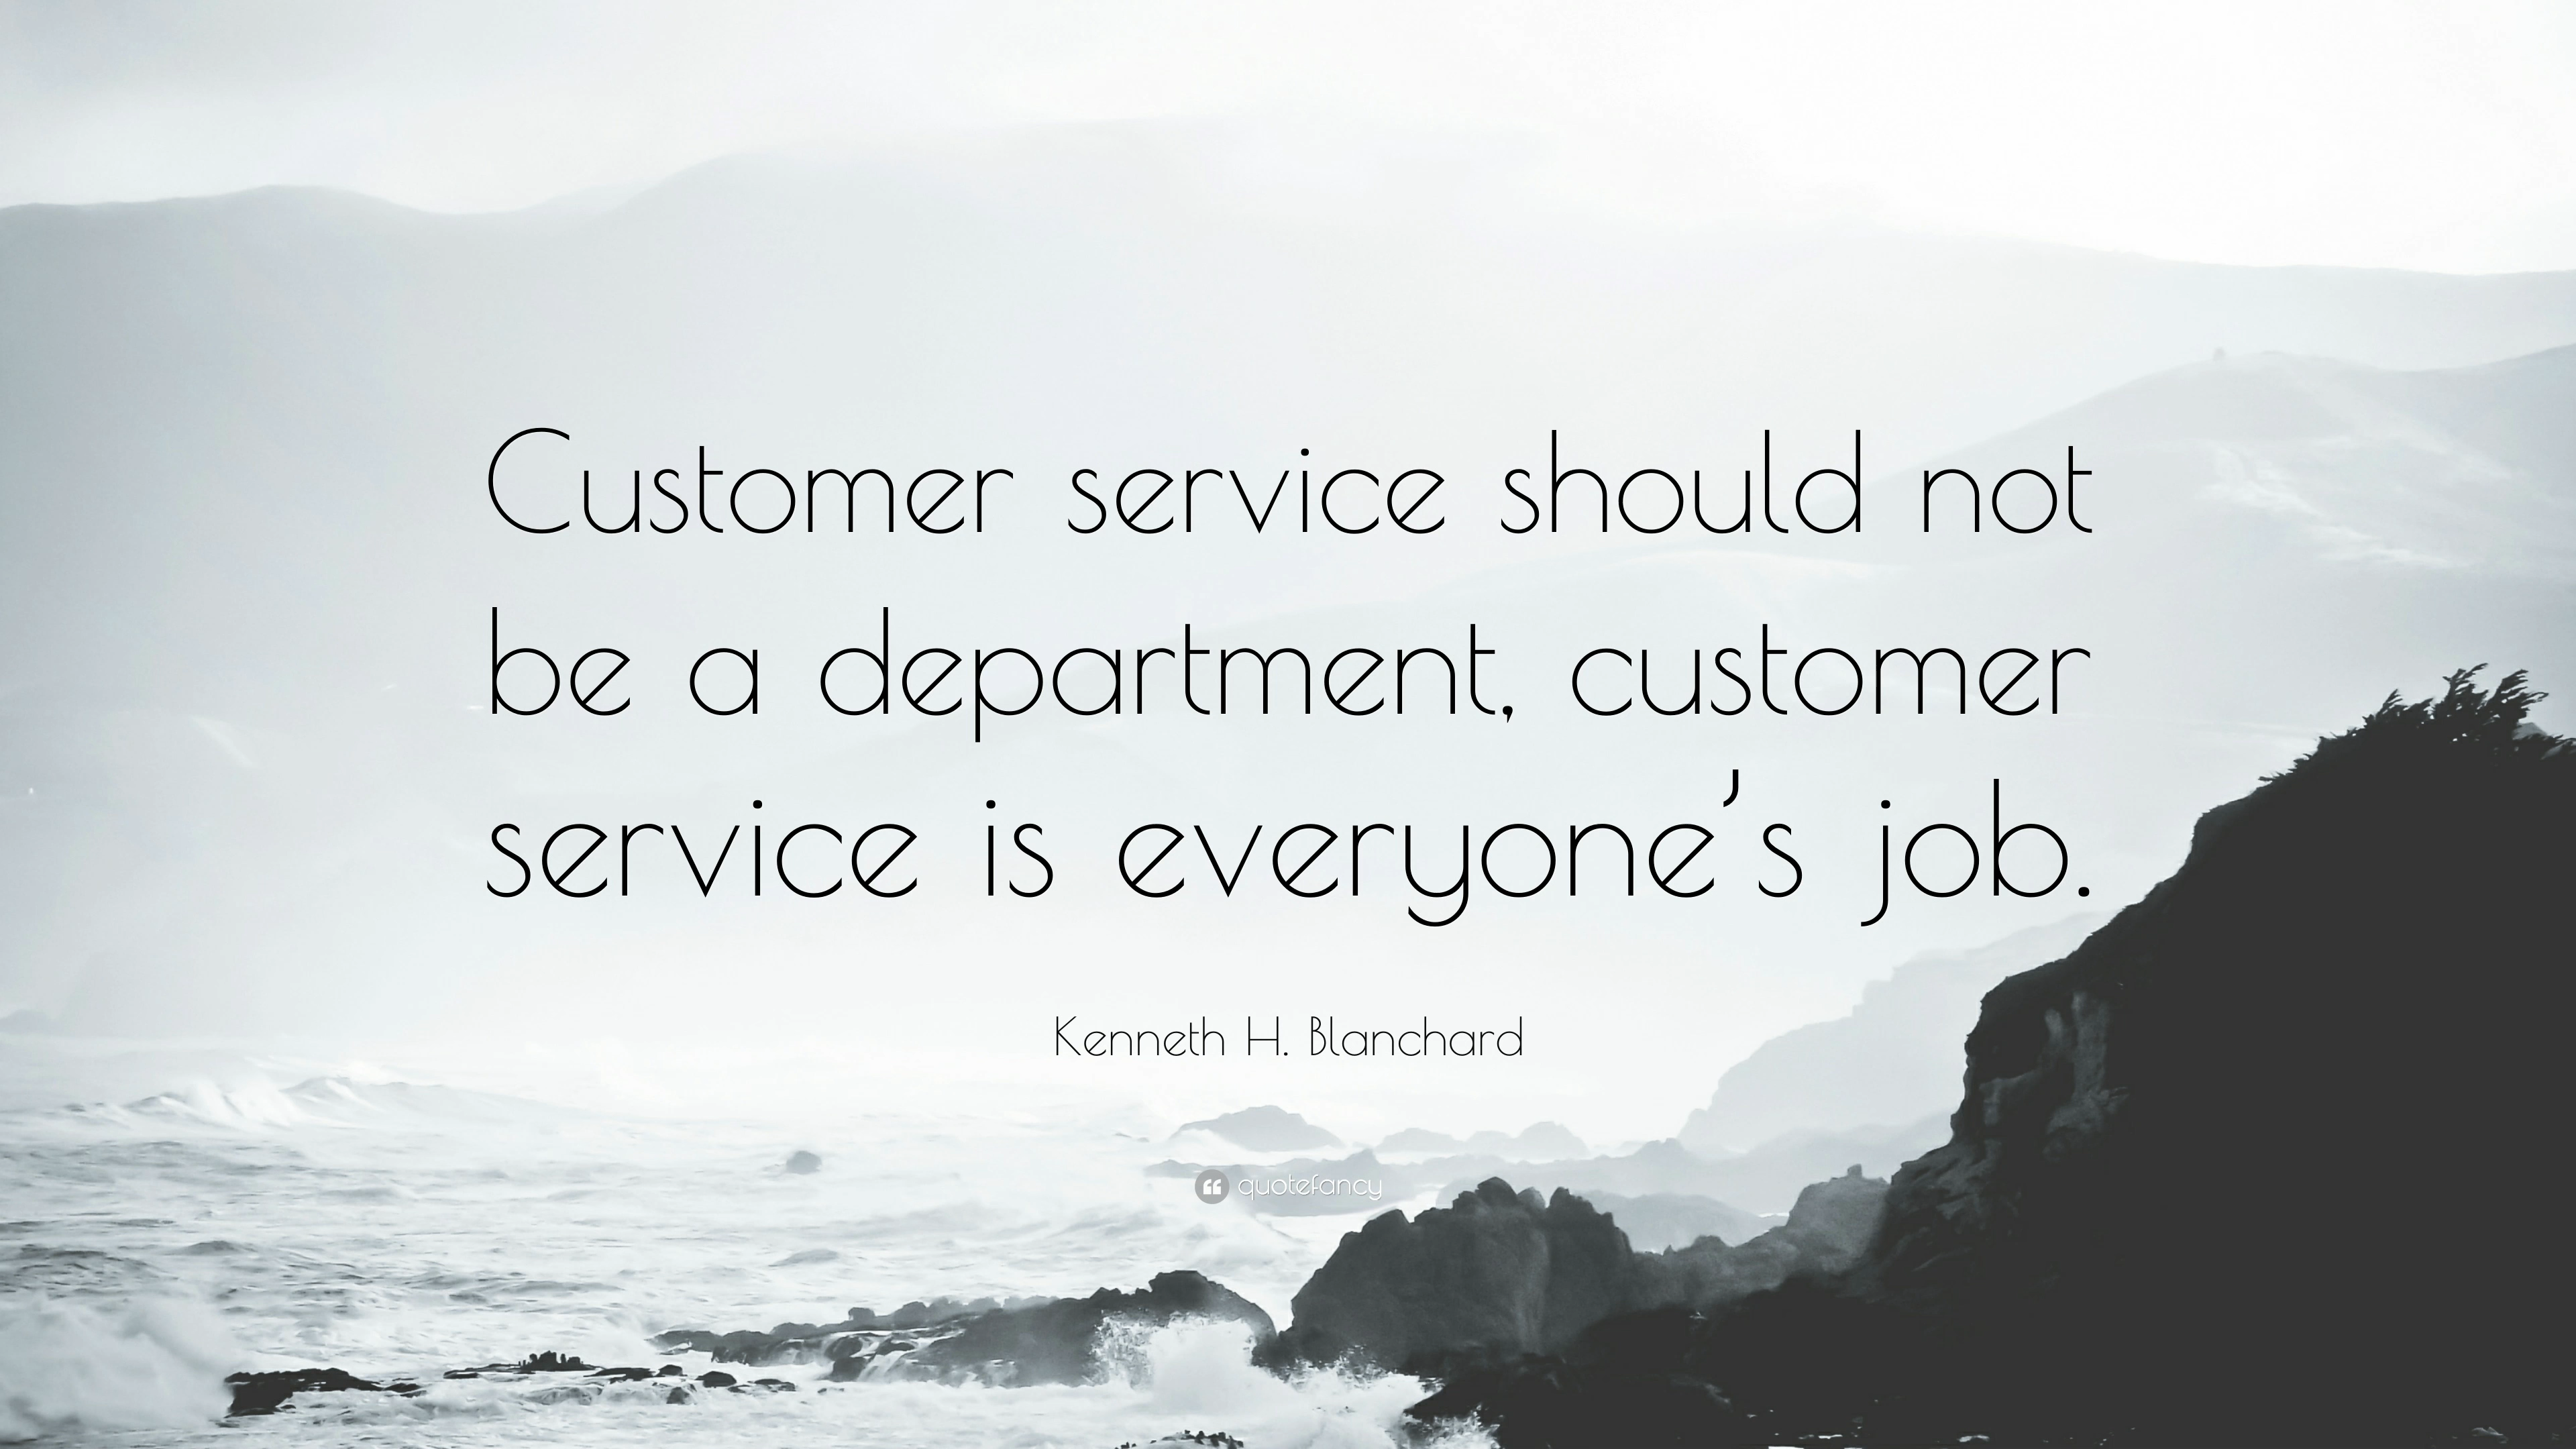 Customer service should not
be a department, customer
service is everyone’s job.
Kenneth H. Blanchard
quotefancy